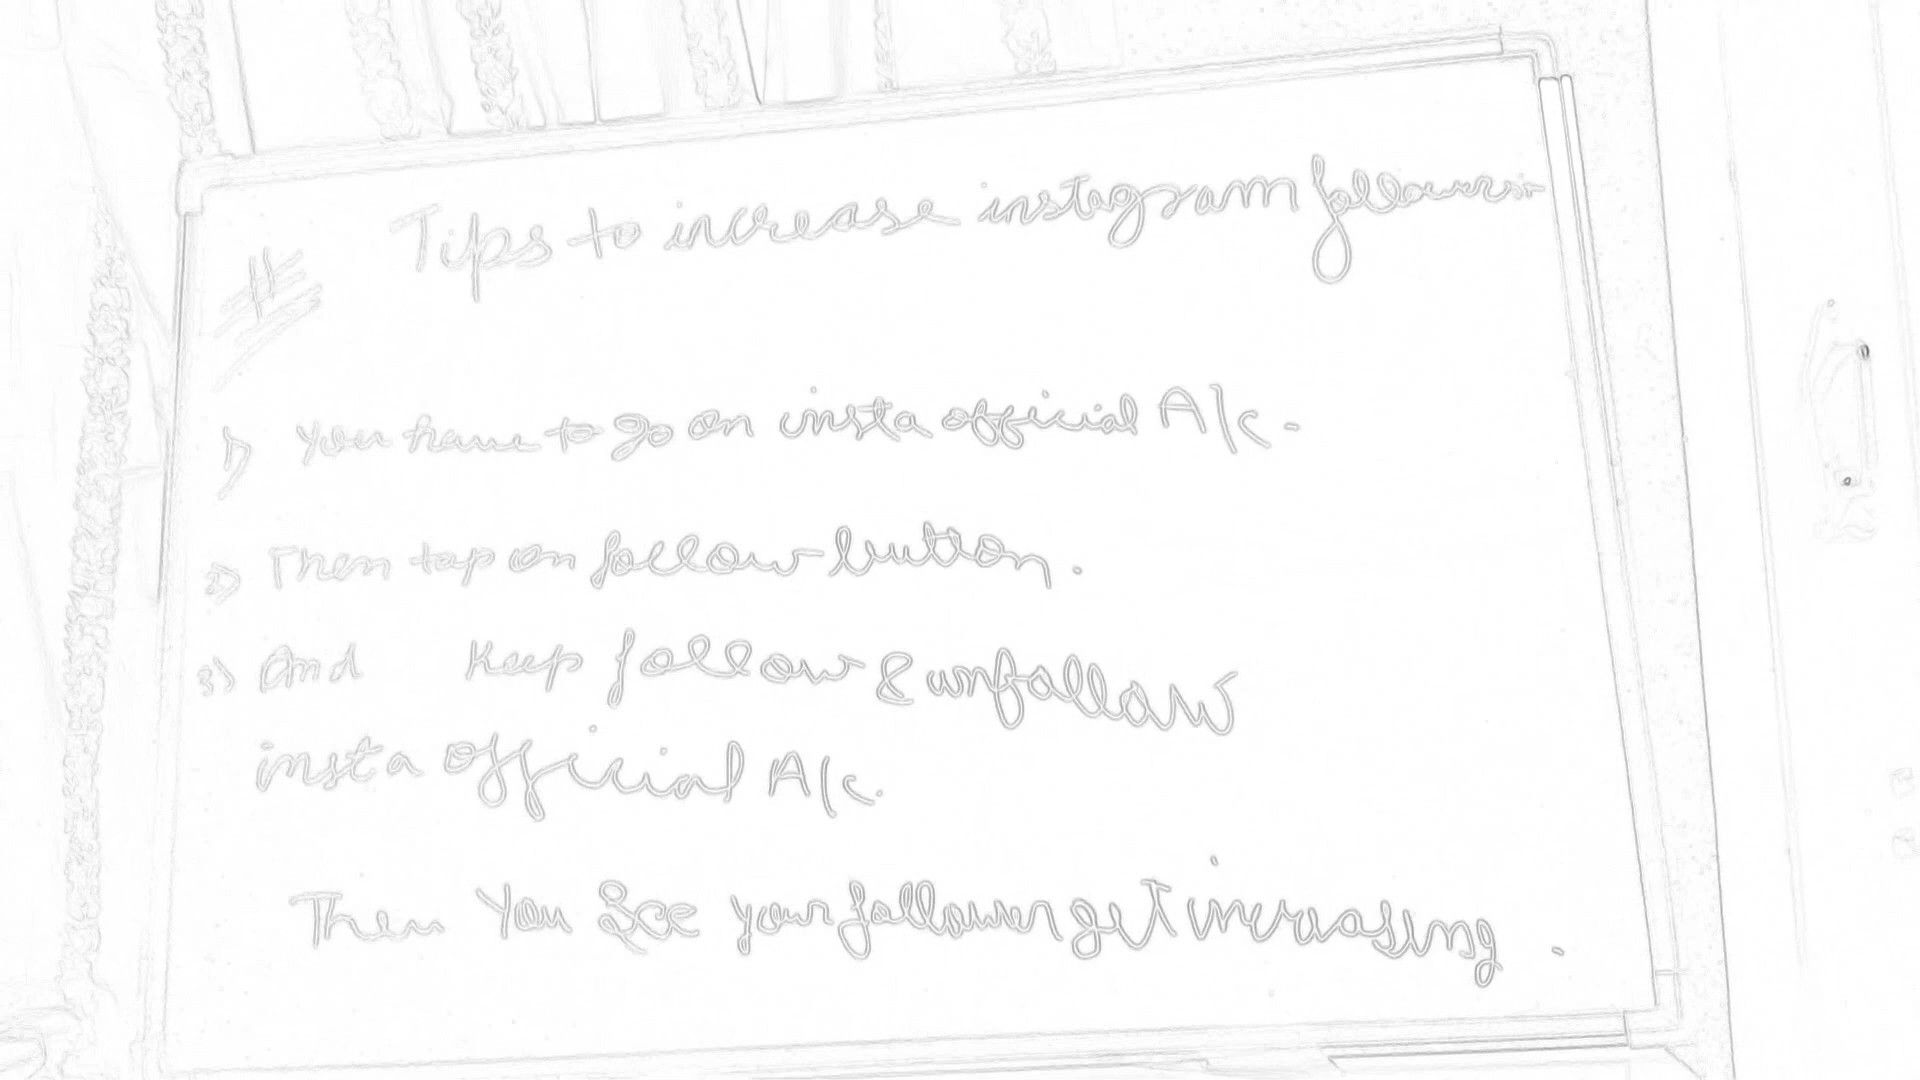 Tips to increase instagram followers
#
1) You have to go on insta official A/c.
2) Then tap on follow button.
3) And Keep follow & unfollow
insta official A/c.
Then You See your follower get increasing.